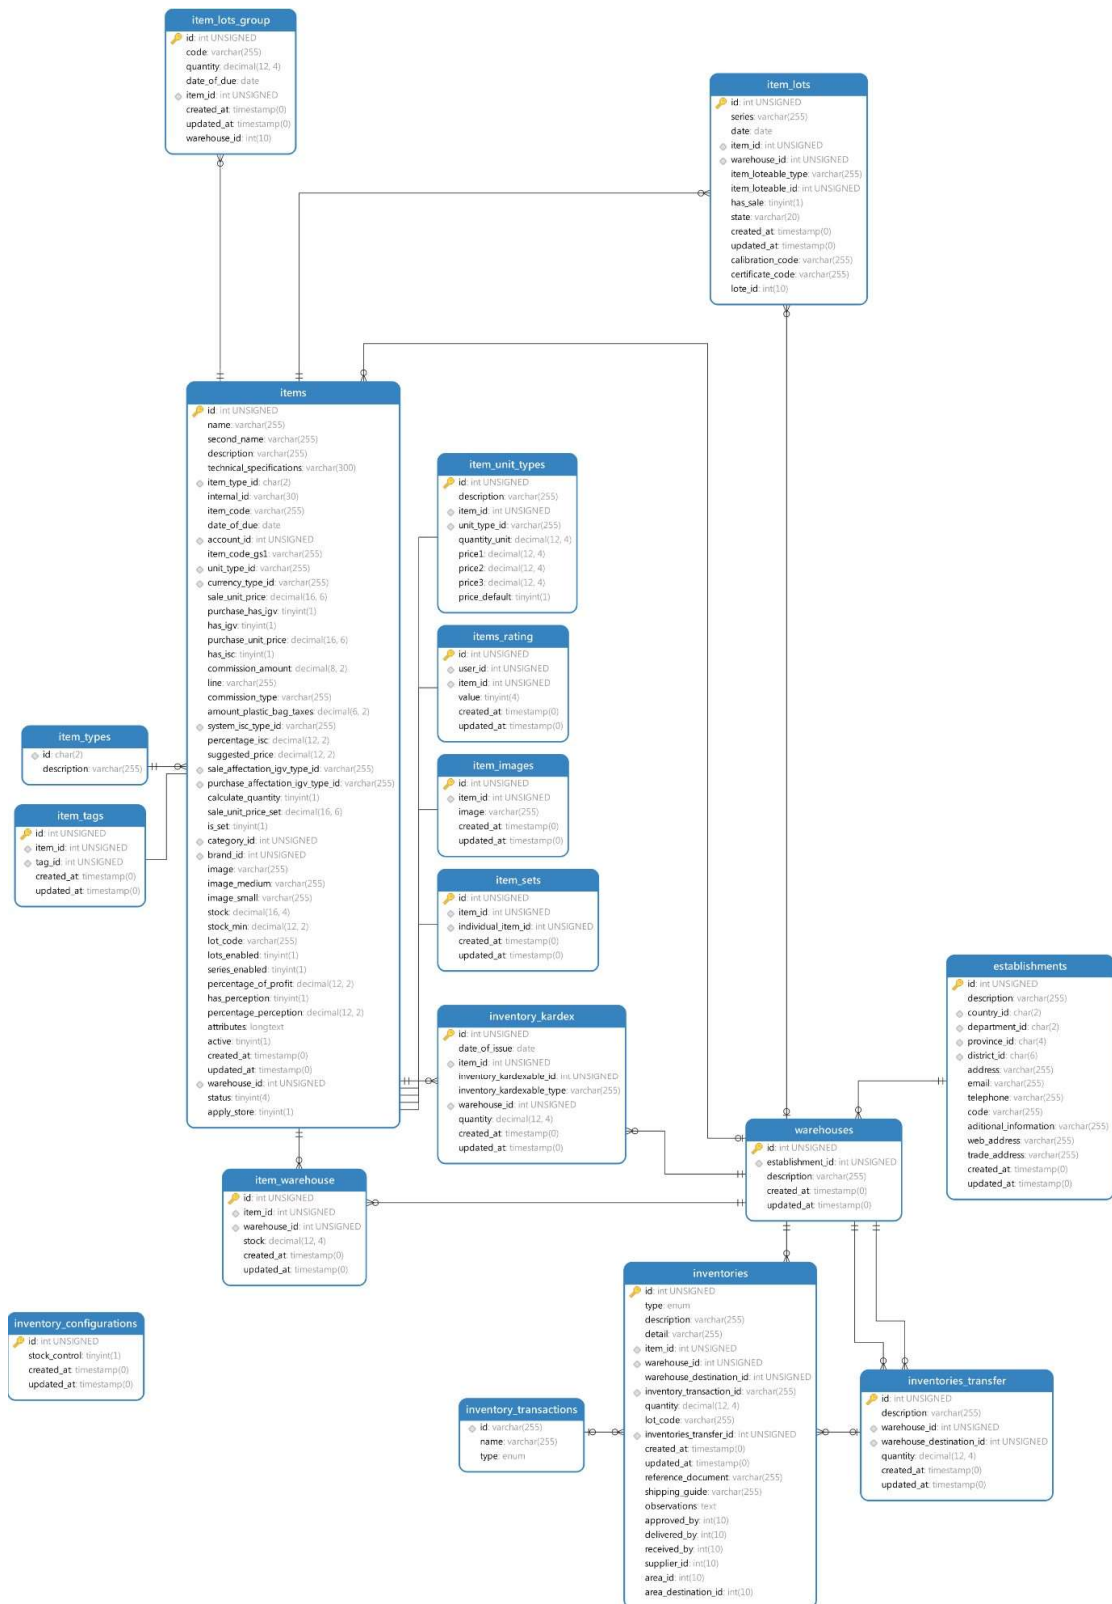 item_lots_group
id: int UNSIGNED
code: varchar(255)
quantity: decimal(12, 4)
date_of_due: date
item_id: int UNSIGNED
created_at: timestamp(0)
updated_at: timestamp(0)
warehouse_id: int(10)
item_lots
id: int UNSIGNED
series: varchar(255)
date: date
item_id: int UNSIGNED
warehouse_id: int UNSIGNED
item_loteable_type: varchar(255)
item_loteable_id: int UNSIGNED
has_sale: tinyint(1)
state: varchar(20)
created_at: timestamp(0)
updated_at: timestamp(0)
calibration_code: varchar(255)
certificate_code: varchar(255)
lote_id: int(10)
items
id: int UNSIGNED
name: varchar(255)
second_name: varchar(255)
description: varchar(255)
technical_specifications: varchar(300)
item_type_id: char(2)
internal_id: varchar(30)
item_code: varchar(255)
date_of_due: date
account_id: int UNSIGNED
item_code_gs1: varchar(255)
unit_type_id: varchar(255)
currency_type_id: varchar(255)
sale_unit_price: decimal(16, 6)
purchase_has_igv: tinyint(1)
has_igv: tinyint(1)
purchase_unit_price: decimal(16, 6)
has_isc: tinyint(1)
commission_amount: decimal(8, 2)
line: varchar(255)
commission_type: varchar(255)
amount_plastic_bag_taxes: decimal(6, 2)
system_isc_type_id: varchar(255)
percentage_isc: decimal(12, 2)
suggested_price: decimal(12, 2)
sale_affectation_igv_type_id: varchar(255)
purchase_affectation_igv_type_id: varchar(255)
calculate_quantity: tinyint(1)
sale_unit_price_set: decimal(16, 6)
is_set: tinyint(1)
category_id: int UNSIGNED
brand_id: int UNSIGNED
image: varchar(255)
image_medium: varchar(255)
image_small: varchar(255)
stock: decimal(16, 4)
stock_min: decimal(12, 2)
lot_code: varchar(255)
lots_enabled: tinyint(1)
series_enabled: tinyint(1)
percentage_of_profit: decimal(12, 2)
has_perception: tinyint(1)
percentage_perception: decimal(12, 2)
attributes: longtext
active: tinyint(1)
created_at: timestamp(0)
updated_at: timestamp(0)
warehouse_id: int UNSIGNED
status: tinyint(4)
apply_store: tinyint(1)
item_unit_types
id: int UNSIGNED
description: varchar(255)
item_id: int UNSIGNED
unit_type_id: varchar(255)
quantity_unit: decimal(12, 4)
price1: decimal(12, 4)
price2: decimal(12, 4)
price3: decimal(12, 4)
price_default: tinyint(1)
items_rating
id: int UNSIGNED
user_id: int UNSIGNED
item_id: int UNSIGNED
value: tinyint(4)
created_at: timestamp(0)
updated_at: timestamp(0)
item_types
id: char(2)
description: varchar(255)
item_tags
id: int UNSIGNED
item_id: int UNSIGNED
tag_id: int UNSIGNED
created_at: timestamp(0)
updated_at: timestamp(0)
item_images
id: int UNSIGNED
item_id: int UNSIGNED
image: varchar(255)
created_at: timestamp(0)
updated_at: timestamp(0)
item_sets
id: int UNSIGNED
item_id: int UNSIGNED
individual_item_id: int UNSIGNED
created_at: timestamp(0)
updated_at: timestamp(0)
inventory_kardex
id: int UNSIGNED
date_of_issue: date
item_id: int UNSIGNED
inventory_kardexable_id: int UNSIGNED
inventory_kardexable_type: varchar(255)
warehouse_id: int UNSIGNED
quantity: decimal(12, 4)
created_at: timestamp(0)
updated_at: timestamp(0)
establishments
id: int UNSIGNED
description: varchar(255)
country_id: char(2)
department_id: char(2)
province_id: char(4)
district_id: char(6)
address: varchar(255)
email: varchar(255)
telephone: varchar(255)
code: varchar(255)
aditional_information: varchar(255)
web_address: varchar(255)
trade_address: varchar(255)
created_at: timestamp(0)
updated_at: timestamp(0)
warehouses
id: int UNSIGNED
establishment_id: int UNSIGNED
description: varchar(255)
created_at: timestamp(0)
updated_at: timestamp(0)
item_warehouse
id: int UNSIGNED
item_id: int UNSIGNED
warehouse_id: int UNSIGNED
stock: decimal(12, 4)
created_at: timestamp(0)
updated_at: timestamp(0)
inventories
id: int UNSIGNED
type: enum
description: varchar(255)
detail: varchar(255)
item_id: int UNSIGNED
warehouse_id: int UNSIGNED
warehouse_destination_id: int UNSIGNED
inventory_transaction_id: varchar(255)
quantity: decimal(12, 4)
lot_code: varchar(255)
inventories_transfer_id: int UNSIGNED
created_at: timestamp(0)
updated_at: timestamp(0)
reference_document: varchar(255)
shipping_guide: varchar(255)
observations: text
approved_by: int(10)
delivered_by: int(10)
received_by: int(10)
supplier_id: int(10)
area_id: int(10)
area_destination_id: int(10)
inventory_configurations
id: int UNSIGNED
stock_control: tinyint(1)
created_at: timestamp(0)
updated_at: timestamp(0)
inventory_transactions
id: varchar(255)
name: varchar(255)
type: enum
inventories_transfer
id: int UNSIGNED
description: varchar(255)
warehouse_id: int UNSIGNED
warehouse_destination_id: int UNSIGNED
quantity: decimal(12, 4)
created_at: timestamp(0)
updated_at: timestamp(0)